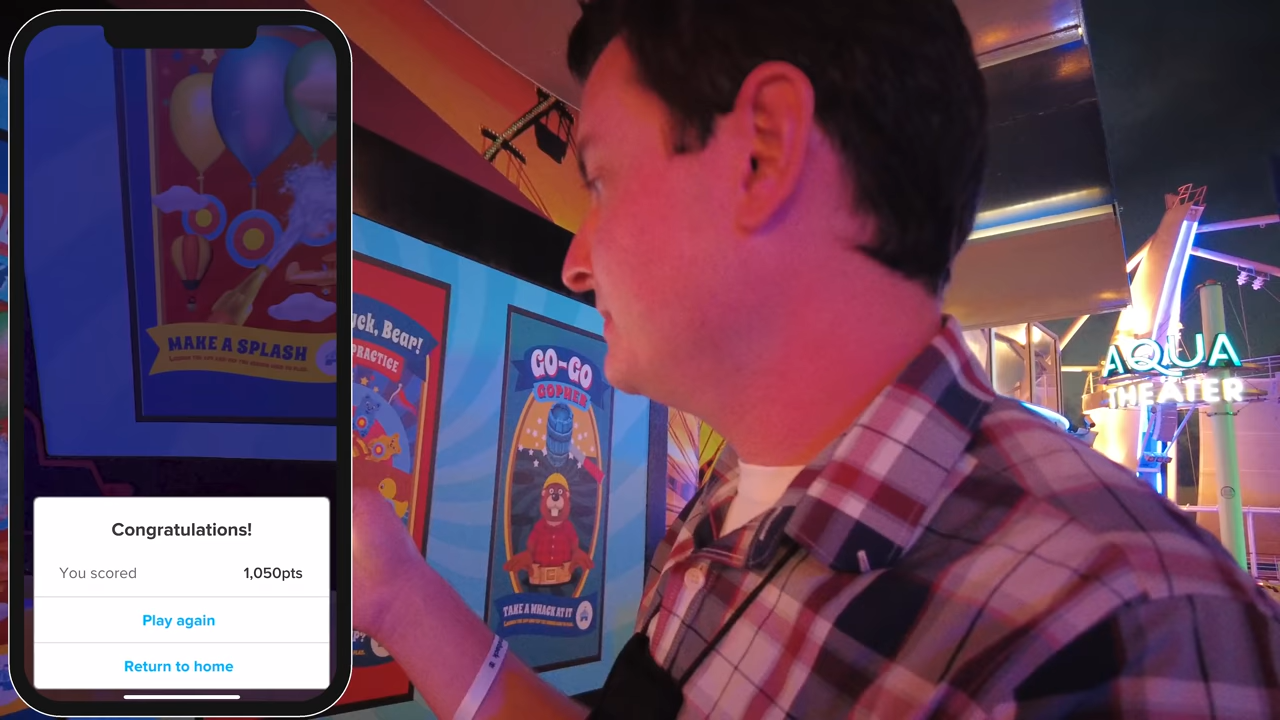 MAKE A SPLASH
Congratulations!
You scored 1,050pts
Play again
Return to home
uck, Bear!
PRACTICE
GO-GO
GOPHER
TAKE A WHACK AT IT
AQUA
THEATER